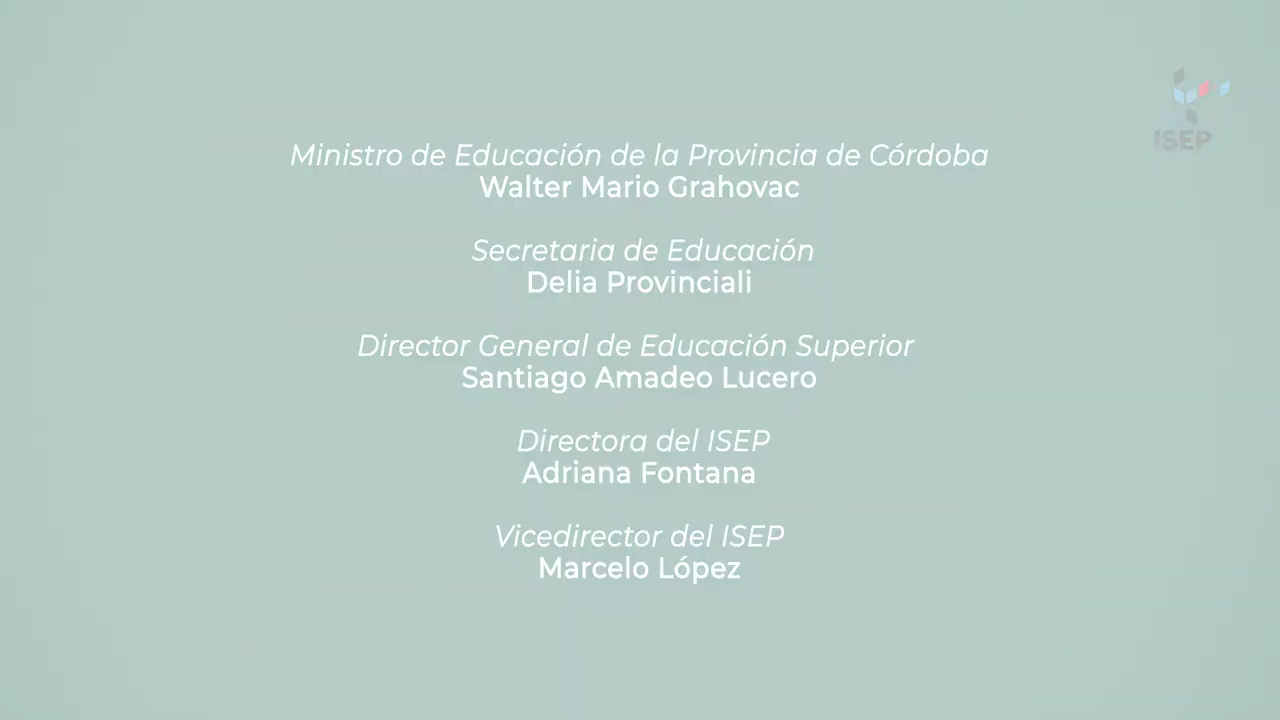 ISEP
Ministro de Educación de la Provincia de Córdoba
Walter Mario Grahovac
Secretaria de Educación
Delia Provinciali
Director General de Educación Superior
Santiago Amadeo Lucero
Directora del ISEP
Adriana Fontana
Vicedirector del ISEP
Marcelo López